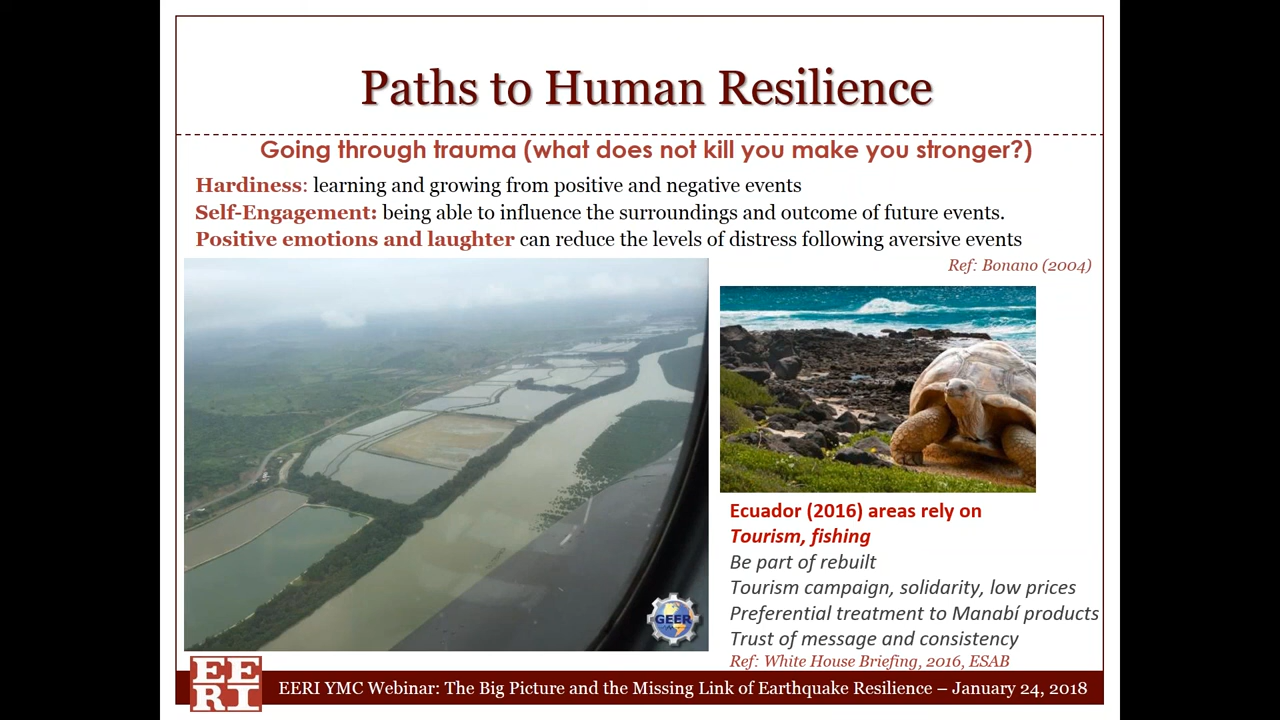 Paths to Human Resilience
Going through trauma (what does not kill you make you stronger?)
Hardiness: learning and growing from positive and negative events
Self-Engagement: being able to influence the surroundings and outcome of future events.
Positive emotions and laughter can reduce the levels of distress following aversive events
Ref: Bonano (2004)
GEER
Ecuador (2016) areas rely on
Tourism, fishing
Be part of rebuilt
Tourism campaign, solidarity, low prices
Preferential treatment to Manabí products
Trust of message and consistency
Ref: White House Briefing, 2016, ESAB
EE
RI
EERI YMC Webinar: The Big Picture and the Missing Link of Earthquake Resilience – January 24, 2018